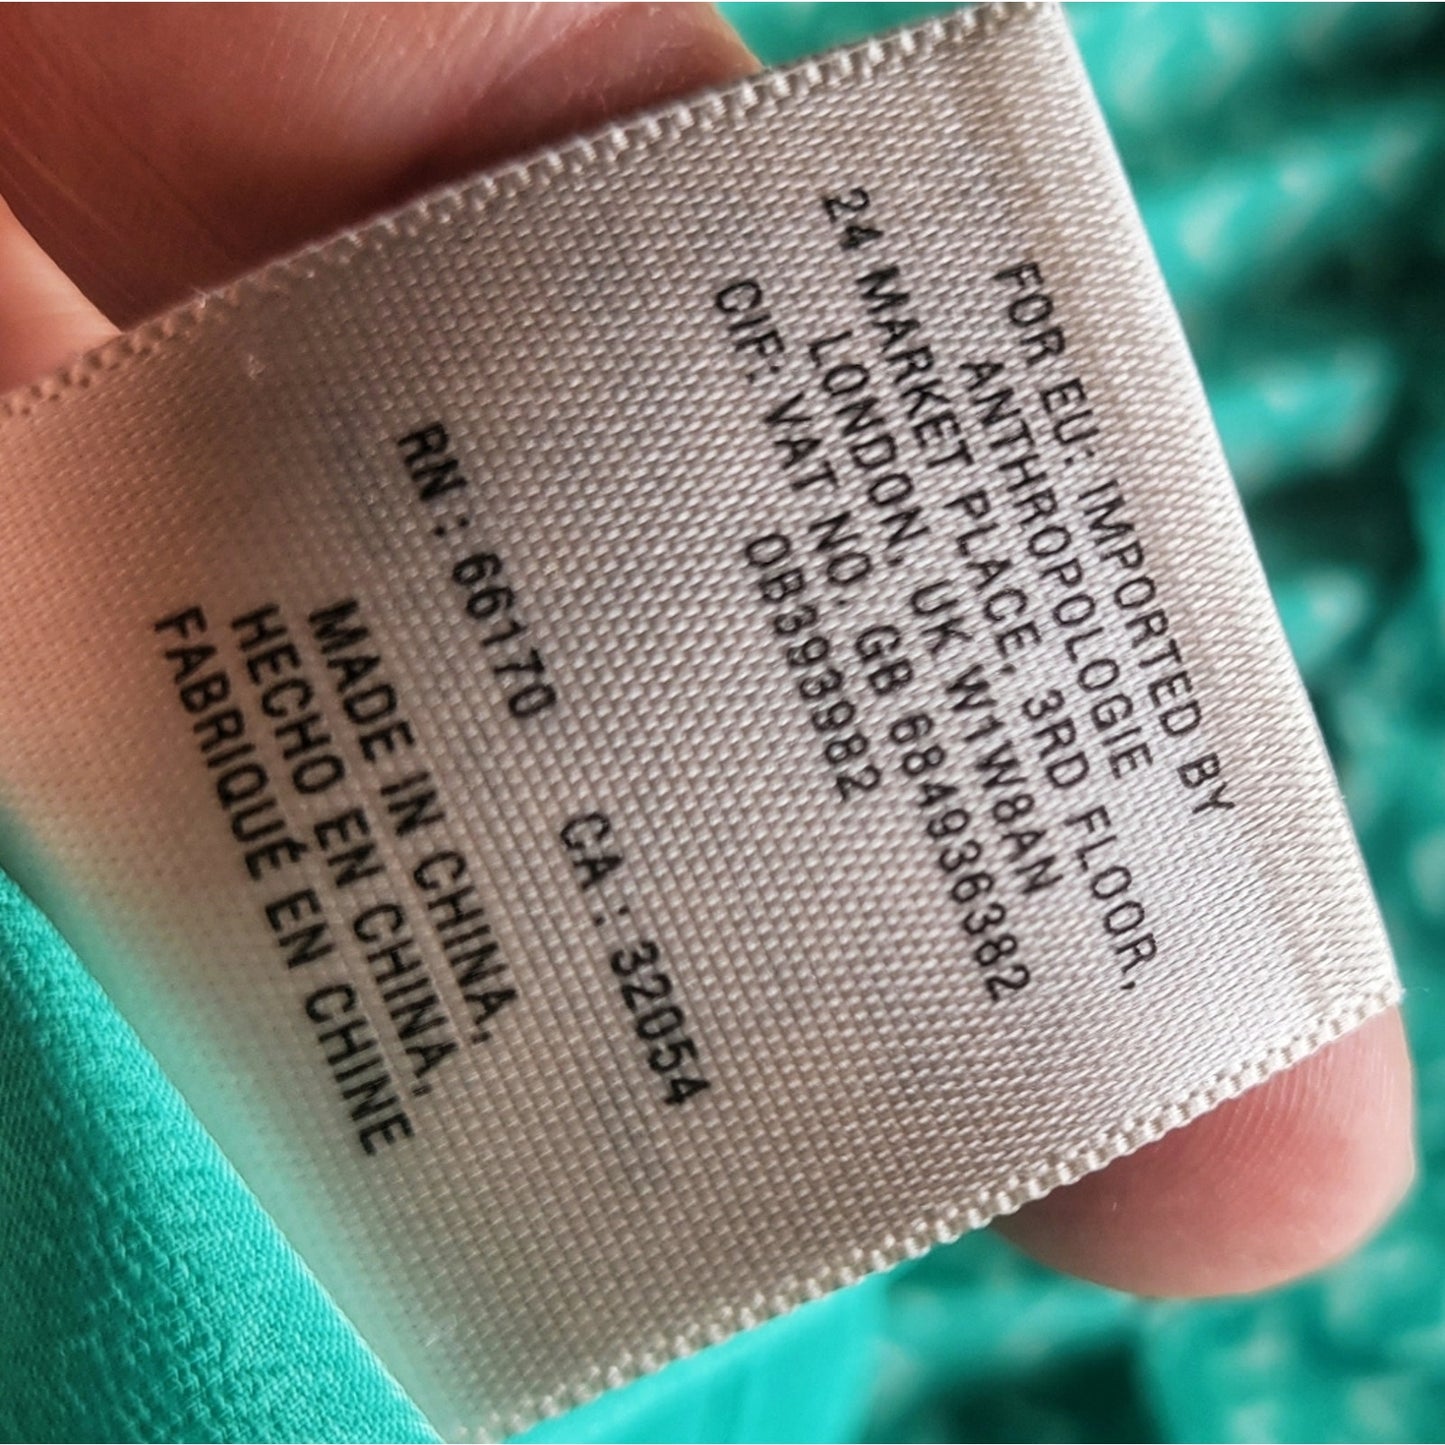 FOR EU: IMPORTED BY
ANTHROPOLOGIE
24 MARKET PLACE, 3RD FLOOR,
LONDON, UK W1W8AN
CIF: VAT NO. GB 684936382
0B393982
RN: 66170 CA: 32054
MADE IN CHINA,
HECHO EN CHINA,
FABRIQUÉ EN CHINE